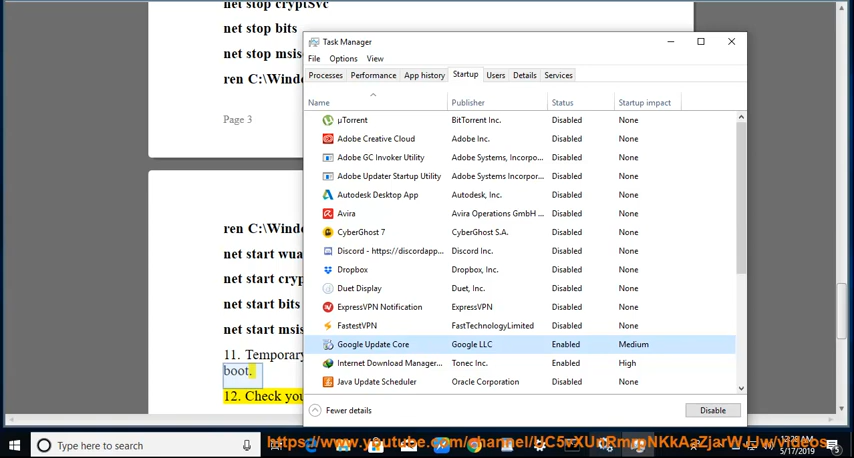 net stop cryptSvc
net stop bits
net stop msis
ren C:\Windo
Page 3
ren C:\Windo
net start wua
net start cryp
net start bits
net start msis
11. Temporary
boot.
12. Check you
Task Manager
File Options View
Processes Performance App history Startup Users Details Services
Name Publisher Status Startup impact
µTorrent BitTorrent Inc. Disabled None
Adobe Creative Cloud Adobe Inc. Disabled None
Adobe GC Invoker Utility Adobe Systems, Incorpo... Disabled None
Adobe Updater Startup Utility Adobe Systems Incorpor... Disabled None
Autodesk Desktop App Autodesk, Inc. Disabled None
Avira Avira Operations GmbH ... Disabled None
CyberGhost 7 CyberGhost S.A. Disabled None
Discord - https://discordapp... Discord Inc. Disabled None
Dropbox Dropbox, Inc. Disabled None
Duet Display Duet, Inc. Disabled None
ExpressVPN Notification ExpressVPN Disabled None
FastestVPN FastTechnologyLimited Disabled None
Google Update Core Google LLC Enabled Medium
Internet Download Manager... Tonec Inc. Enabled High
Java Update Scheduler Oracle Corporation Disabled None
Fewer details Disable
Type here to search
5/17/2019
5